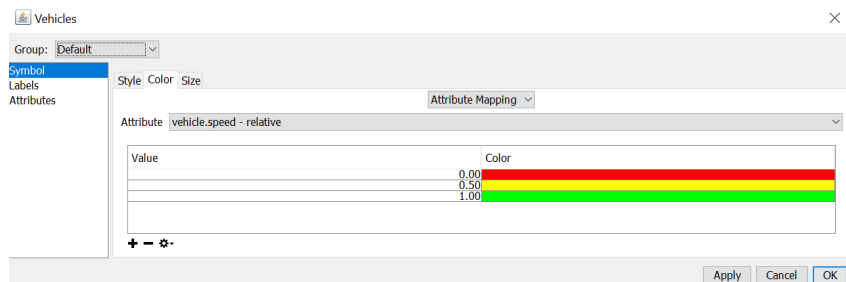 Vehicles
Group: Default
Symbol
Labels
Attributes
Style Color Size
Attribute Mapping
Attribute vehicle.speed - relative
Value Color
0.00
0.50
1.00
Apply Cancel OK